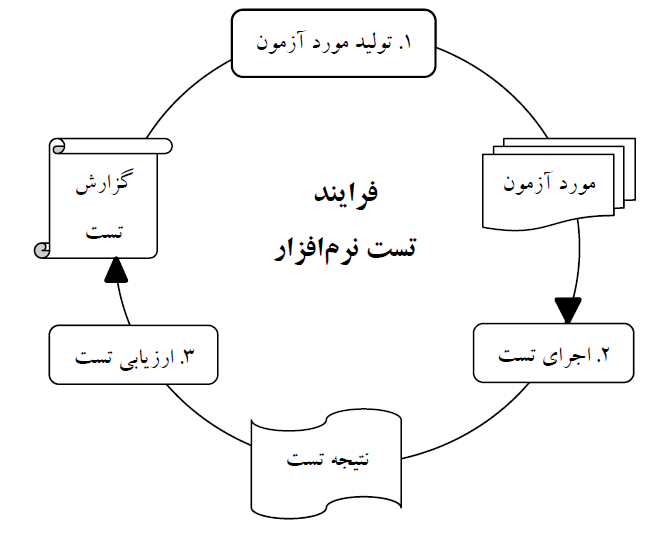 ۱. تولید مورد آزمون
مورد آزمون
۲. اجرای تست
نتیجه تست
۳. ارزیابی تست
گزارش
تست
فرایند
تست نرم‌افزار